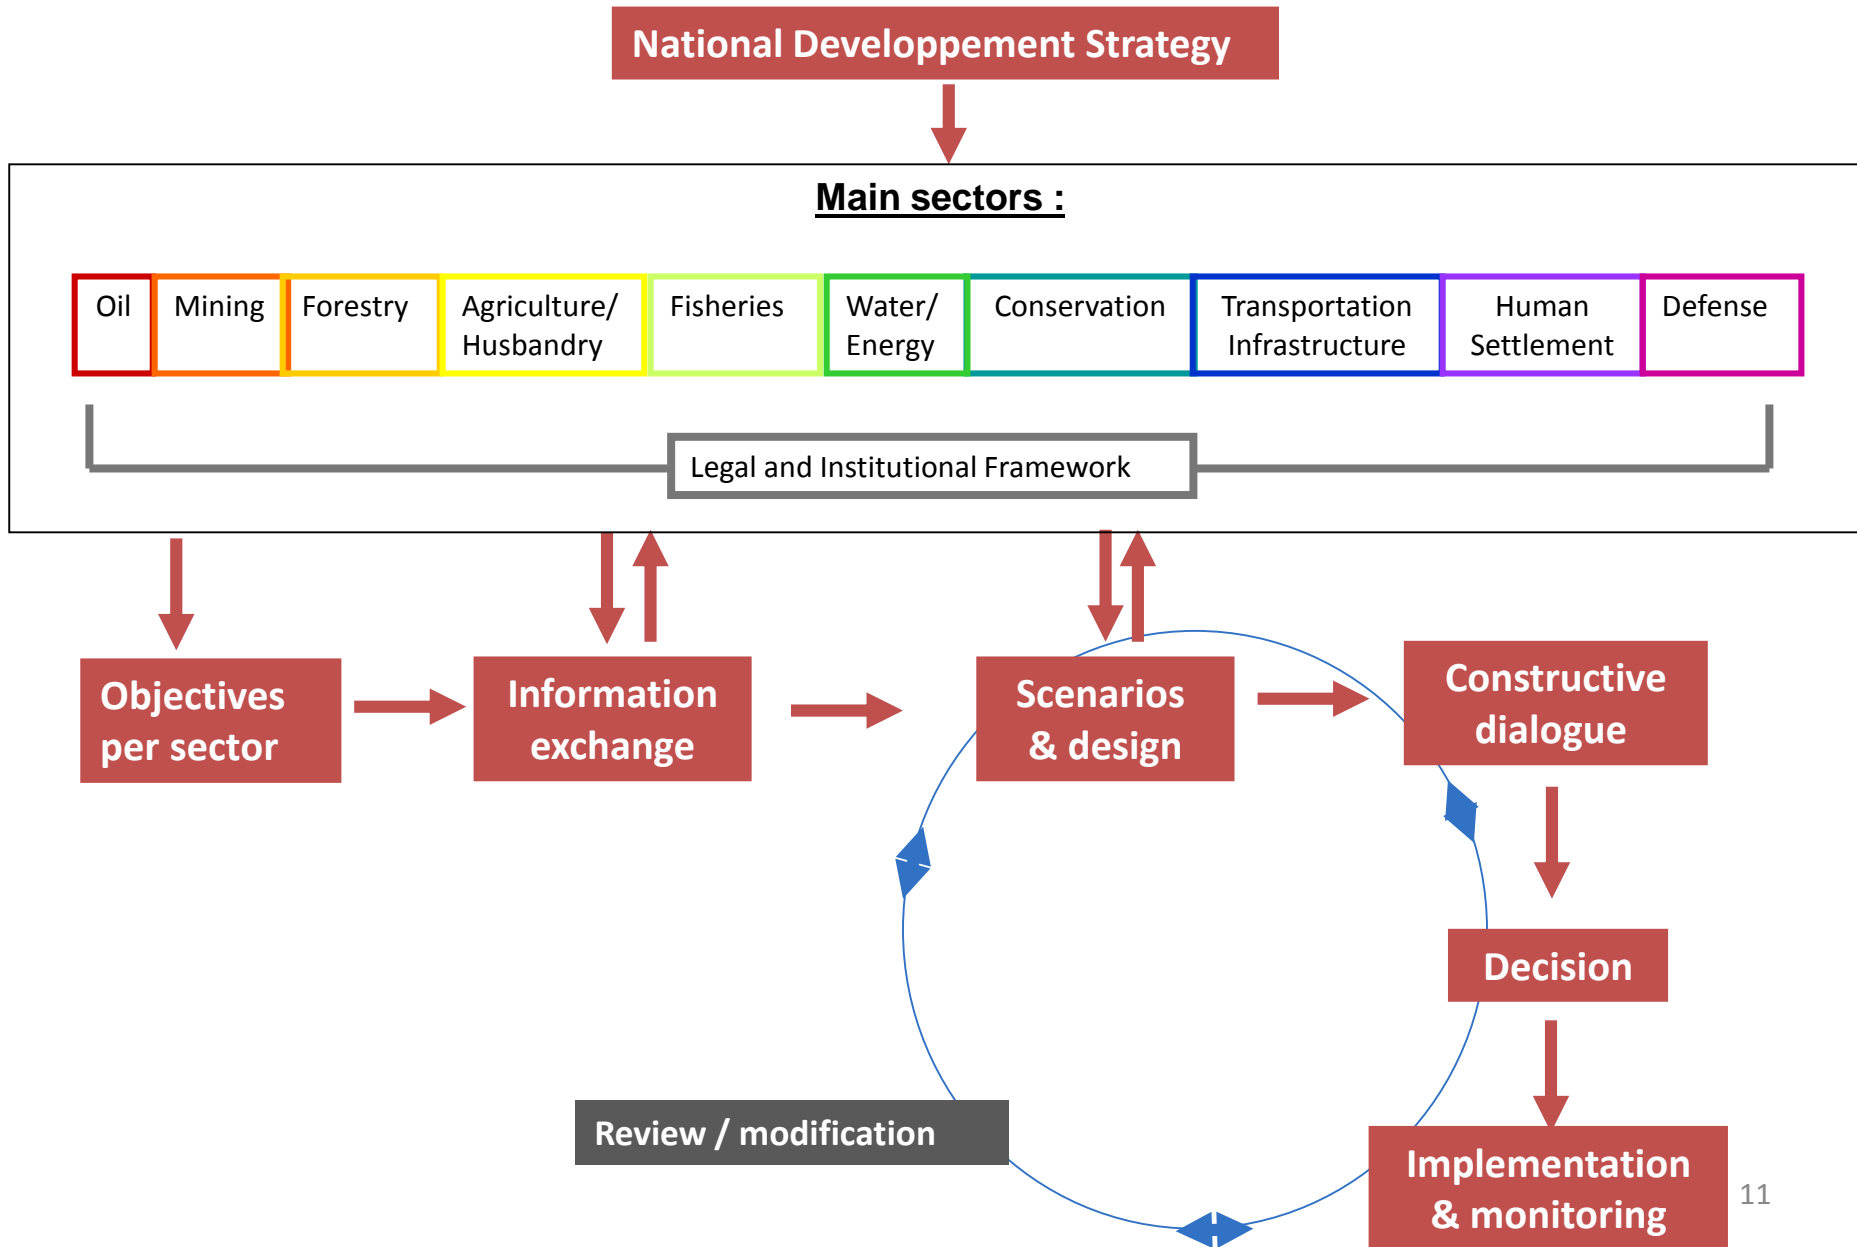 National Developpement Strategy
Main sectors :
Oil
Mining
Forestry
Agriculture/
Husbandry
Fisheries
Water/
Energy
Conservation
Transportation
Infrastructure
Human
Settlement
Defense
Legal and Institutional Framework
Objectives
per sector
Information
exchange
Scenarios
& design
Constructive
dialogue
Decision
Review / modification
Implementation
& monitoring
11